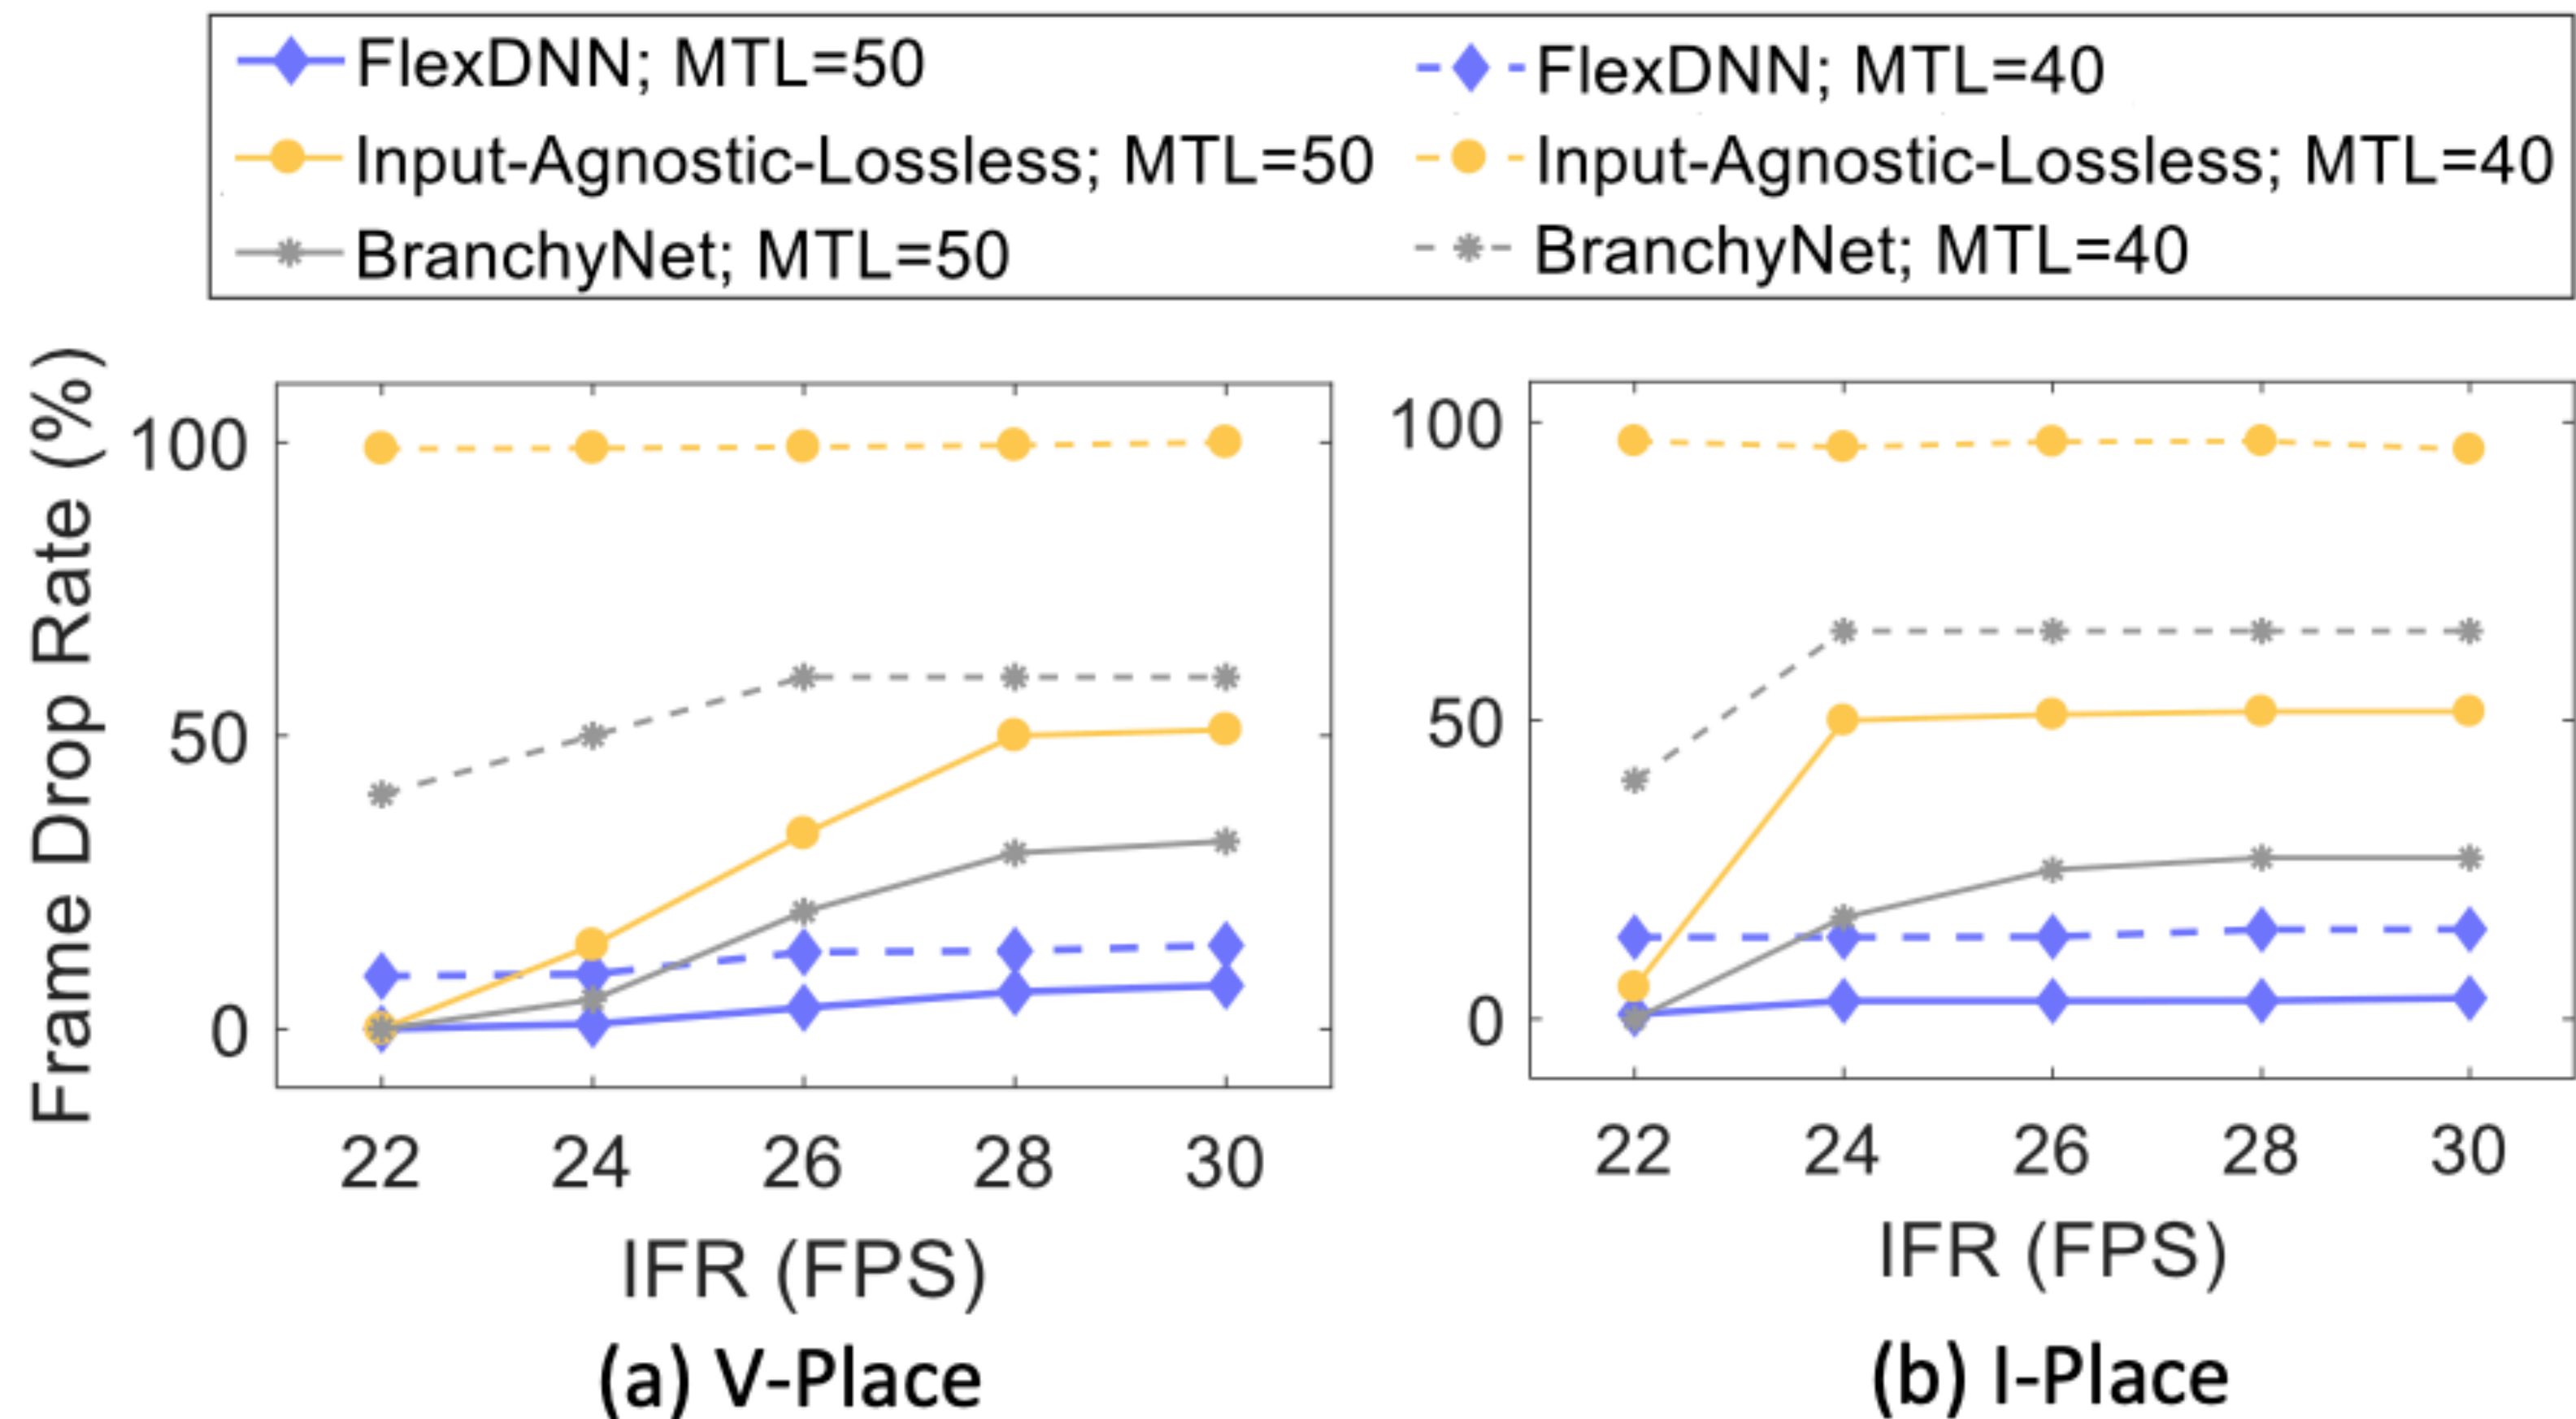 FlexDNN; MTL=50
FlexDNN; MTL=40
Input-Agnostic-Lossless; MTL=50
Input-Agnostic-Lossless; MTL=40
BranchyNet; MTL=50
BranchyNet; MTL=40
Frame Drop Rate (%)
100
50
0
22 24 26 28 30
IFR (FPS)
(a) V-Place
100
50
0
22 24 26 28 30
IFR (FPS)
(b) I-Place